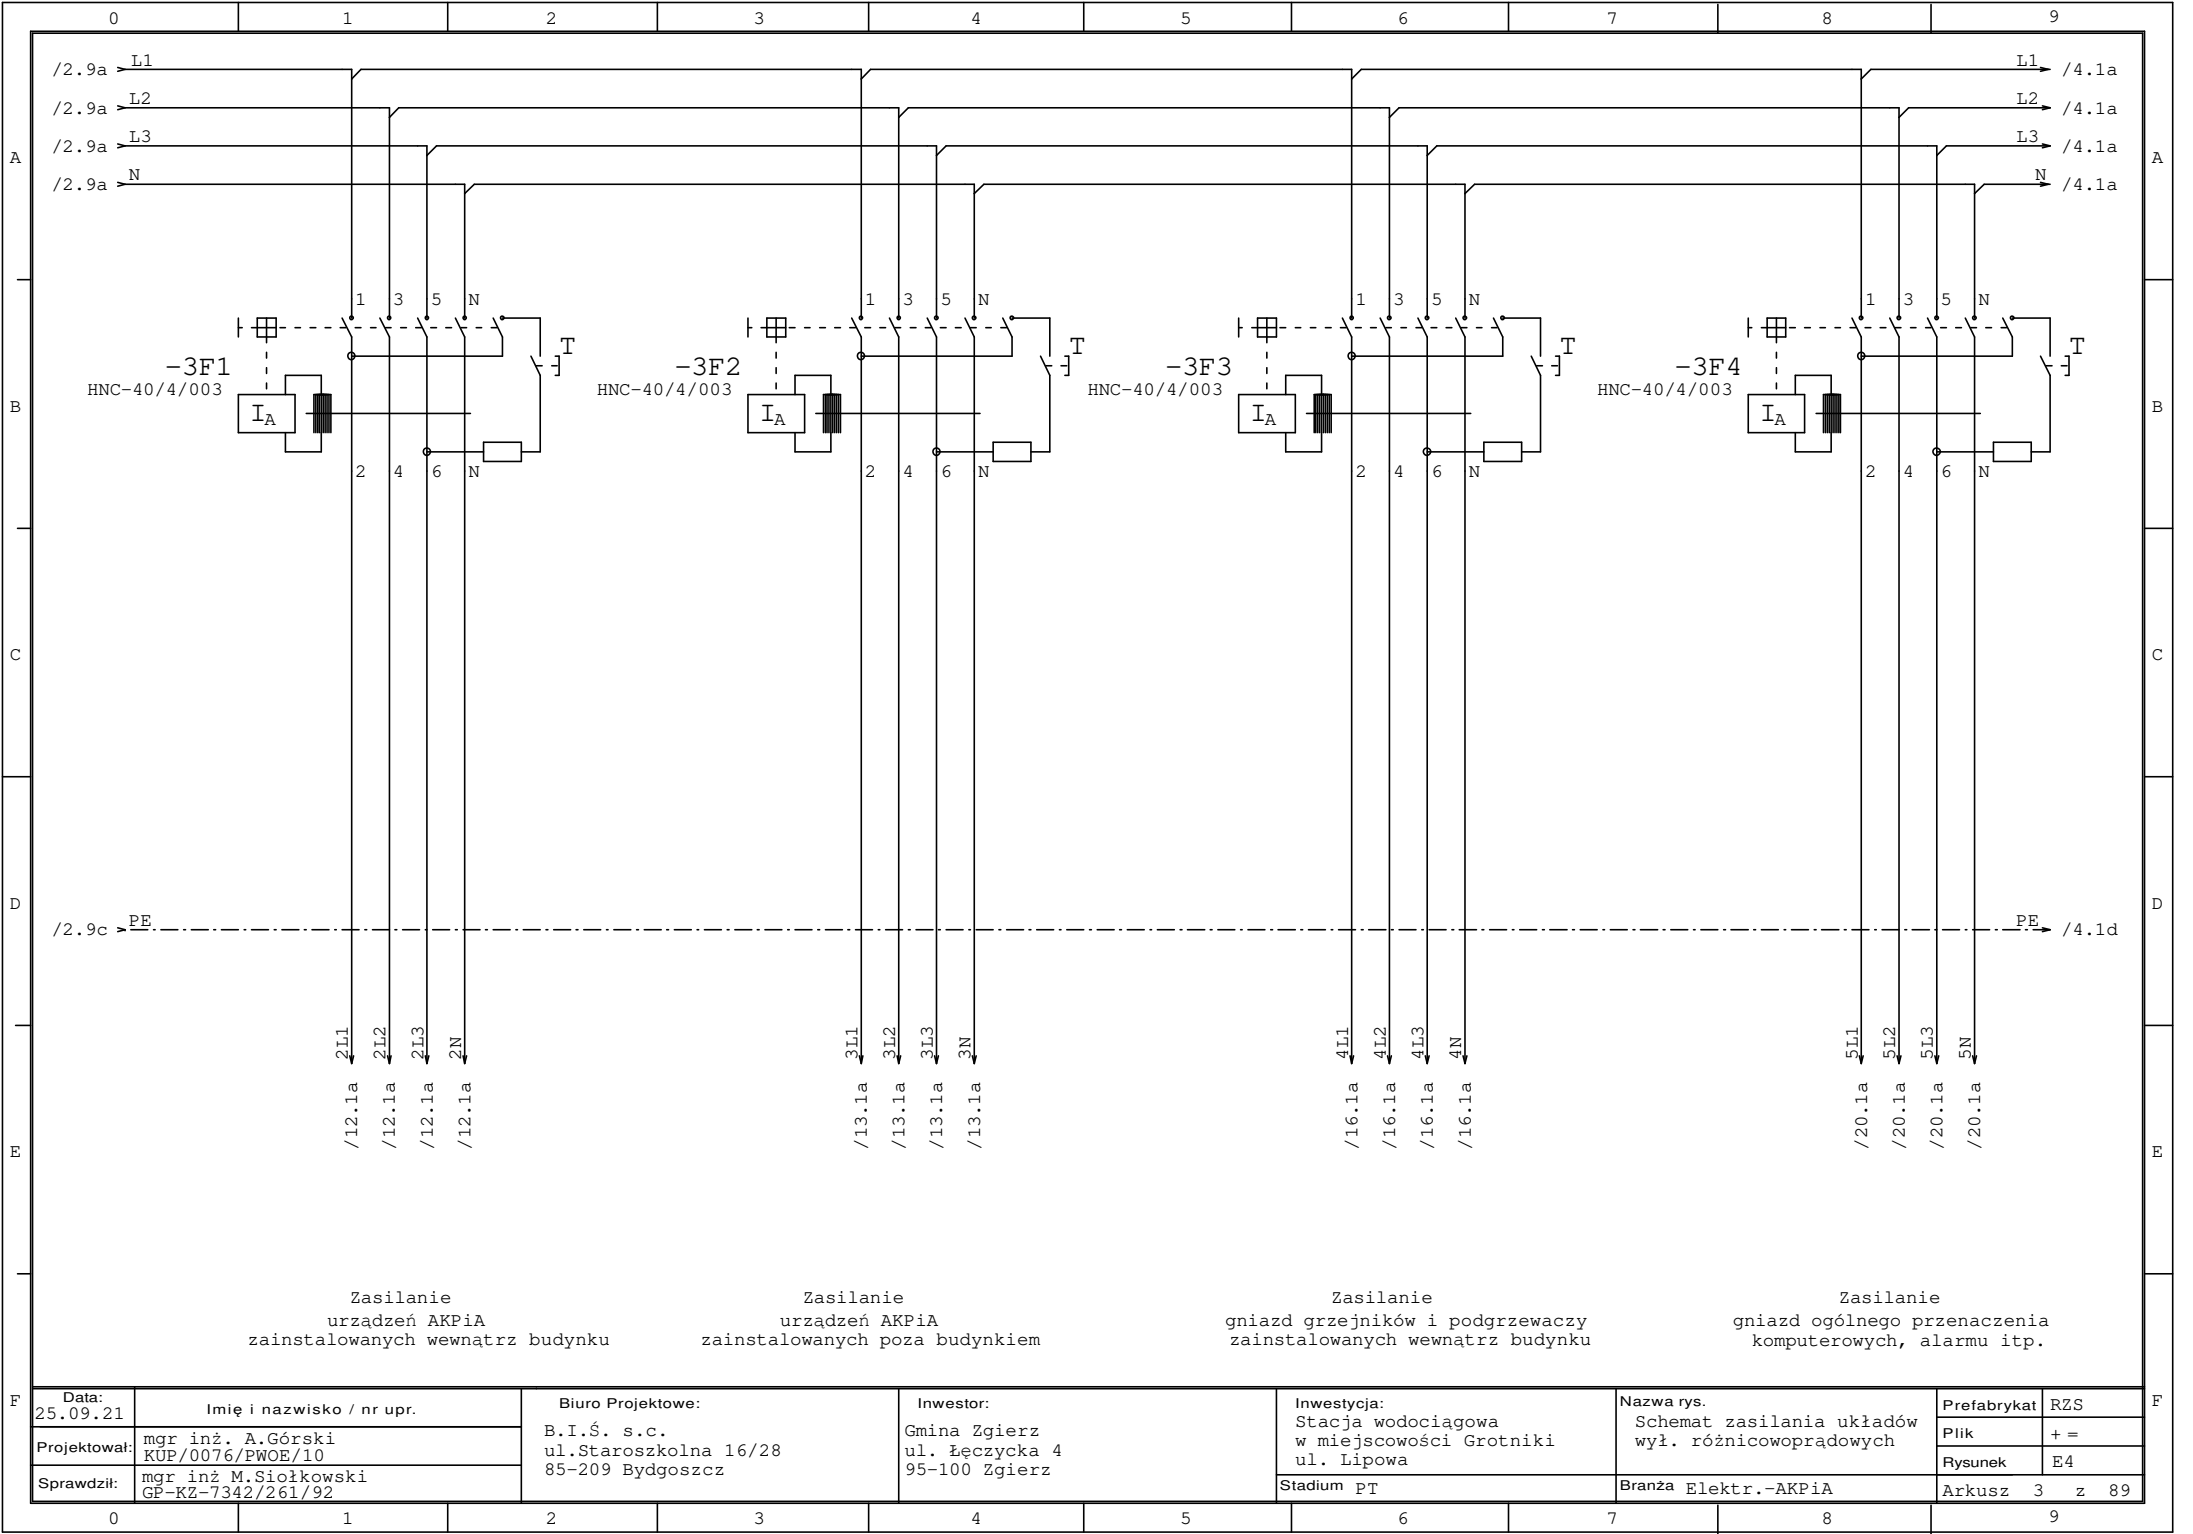 0 1 2 3 4 5 6 7 8 9
/2.9a L1 L1 /4.1a
/2.9a L2 L2 /4.1a
/2.9a L3 L3 /4.1a
A A
/2.9a N N /4.1a
1 3 5 N 1 3 5 N 1 3 5 N 1 3 5 N
T T T T
-3F1 -3F2 -3F3 -3F4
HNC-40/4/003 HNC-40/4/003 HNC-40/4/003 HNC-40/4/003
B IA IA IA IA B
2 4 6 N 2 4 6 N 2 4 6 N 2 4 6 N
C C
D D
/2.9c PE PE /4.1d
2L1 2L2 2L3 2N 3L1 3L2 3L3 3N 4L1 4L2 4L3 4N 5L1 5L2 5L3 5N
/12.1a /12.1a /12.1a /12.1a /13.1a /13.1a /13.1a /13.1a /16.1a /16.1a /16.1a /16.1a /20.1a /20.1a /20.1a /20.1a
E E
Zasilanie
urządzeń AKPiA
zainstalowanych wewnątrz budynku
Zasilanie
urządzeń AKPiA
zainstalowanych poza budynkiem
Zasilanie
gniazd grzejników i podgrzewaczy
zainstalowanych wewnątrz budynku
Zasilanie
gniazd ogólnego przenaczenia
komputerowych, alarmu itp.
F F
Data:
25.09.21
Imię i nazwisko / nr upr.
Projektował:
mgr inż. A.Górski
KUP/0076/PWOE/10
Sprawdził:
mgr inż M.Siołkowski
GP-KZ-7342/261/92
Biuro Projektowe:
B.I.Ś. s.c.
ul.Staroszkolna 16/28
85-209 Bydgoszcz
Inwestor:
Gmina Zgierz
ul. Łęczycka 4
95-100 Zgierz
Inwestycja:
Stacja wodociągowa
w miejscowości Grotniki
ul. Lipowa
Stadium PT
Nazwa rys.
Schemat zasilania układów
wył. różnicowoprądowych
Branża Elektr.-AKPiA
Prefabrykat RZS
Plik + =
Rysunek E4
Arkusz 3 z 89
0 1 2 3 4 5 6 7 8 9